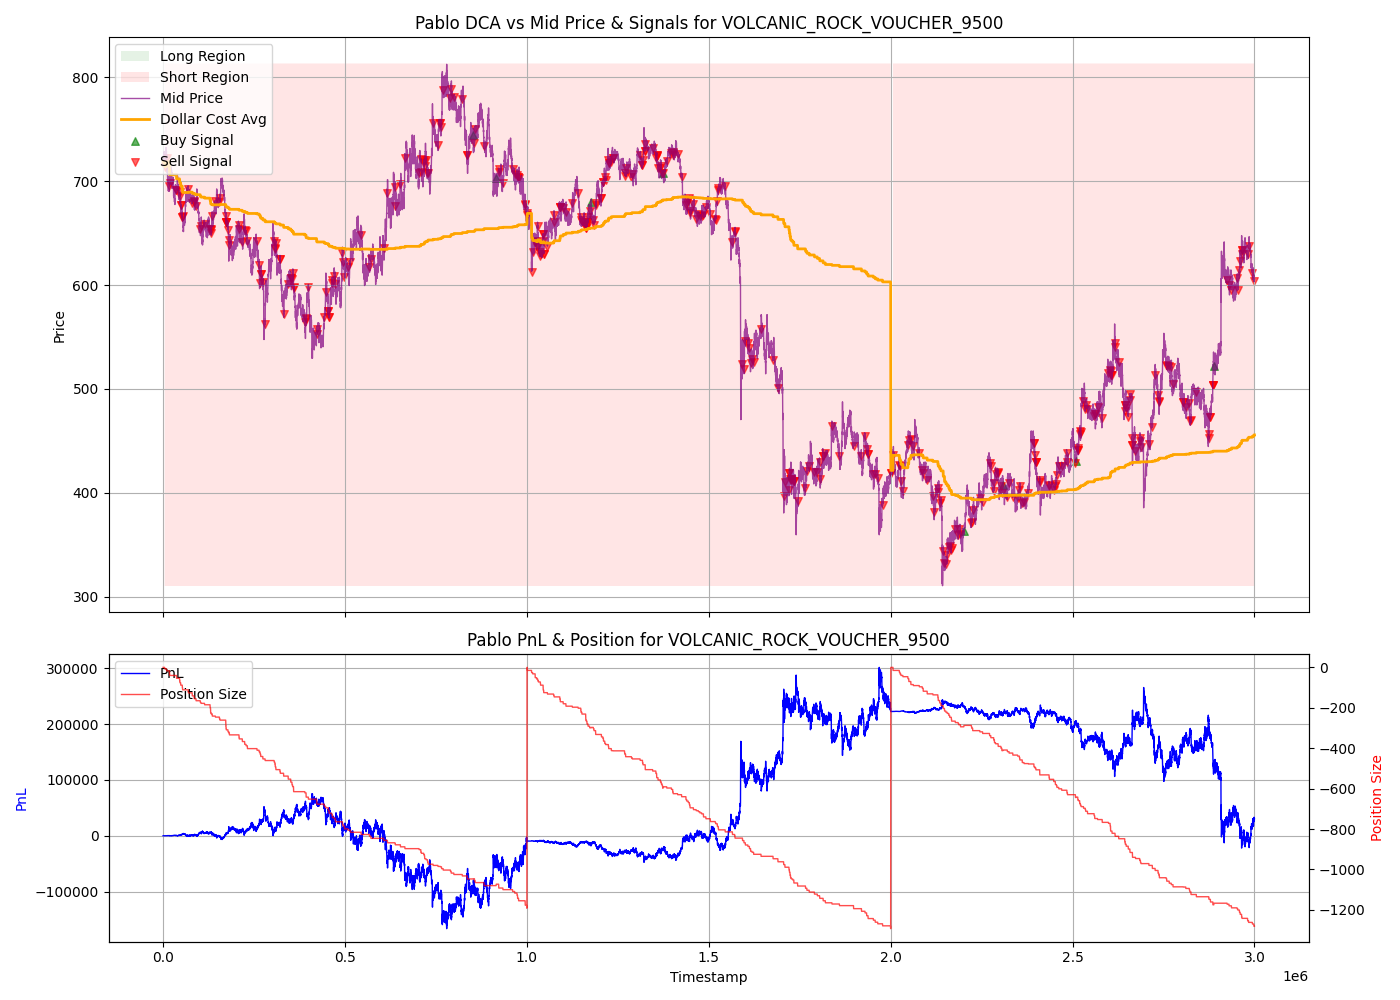 Pablo DCA vs Mid Price & Signals for VOLCANIC_ROCK_VOUCHER_9500
Long Region
Short Region
Mid Price
Dollar Cost Avg
Buy Signal
Sell Signal
800
700
600
500
400
300
Price
Pablo PnL & Position for VOLCANIC_ROCK_VOUCHER_9500
PnL
Position Size
300000
200000
100000
0
−100000
PnL
0
−200
−400
−600
−800
−1000
−1200
Position Size
0.0 0.5 1.0 1.5 2.0 2.5 3.0
Timestamp
1e6